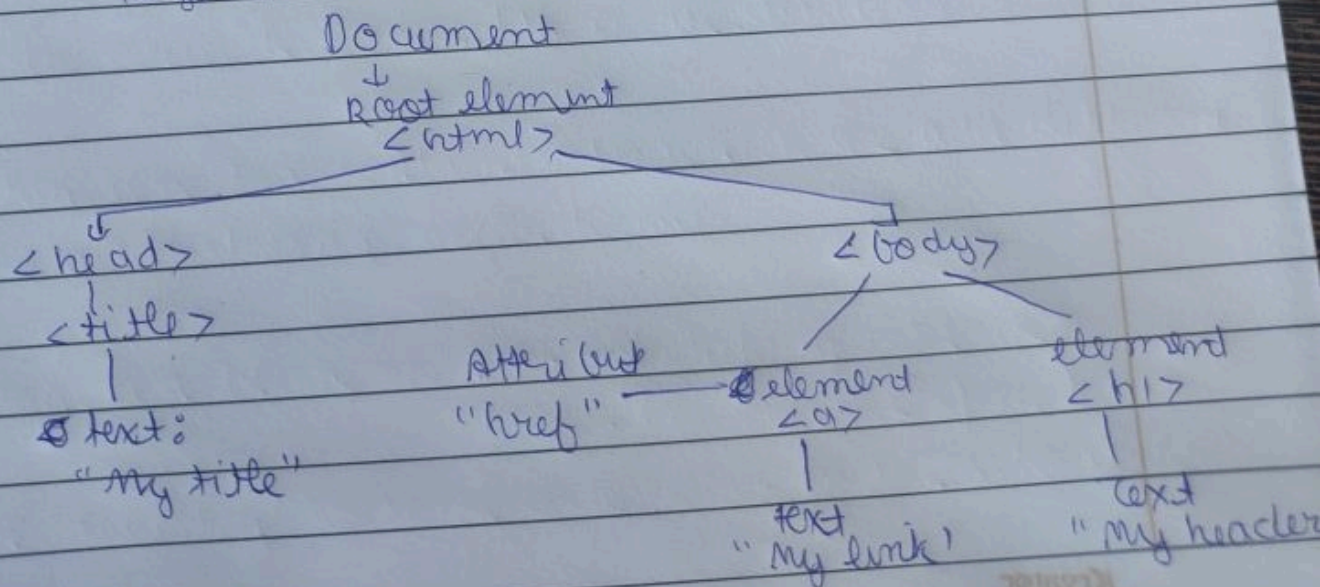 Document
Root element
<html>
<head>
<body>
<title>
element
<h1>
Attribut
"href"
element
<a>
text:
"My title"
text
"My link'
text
"My header